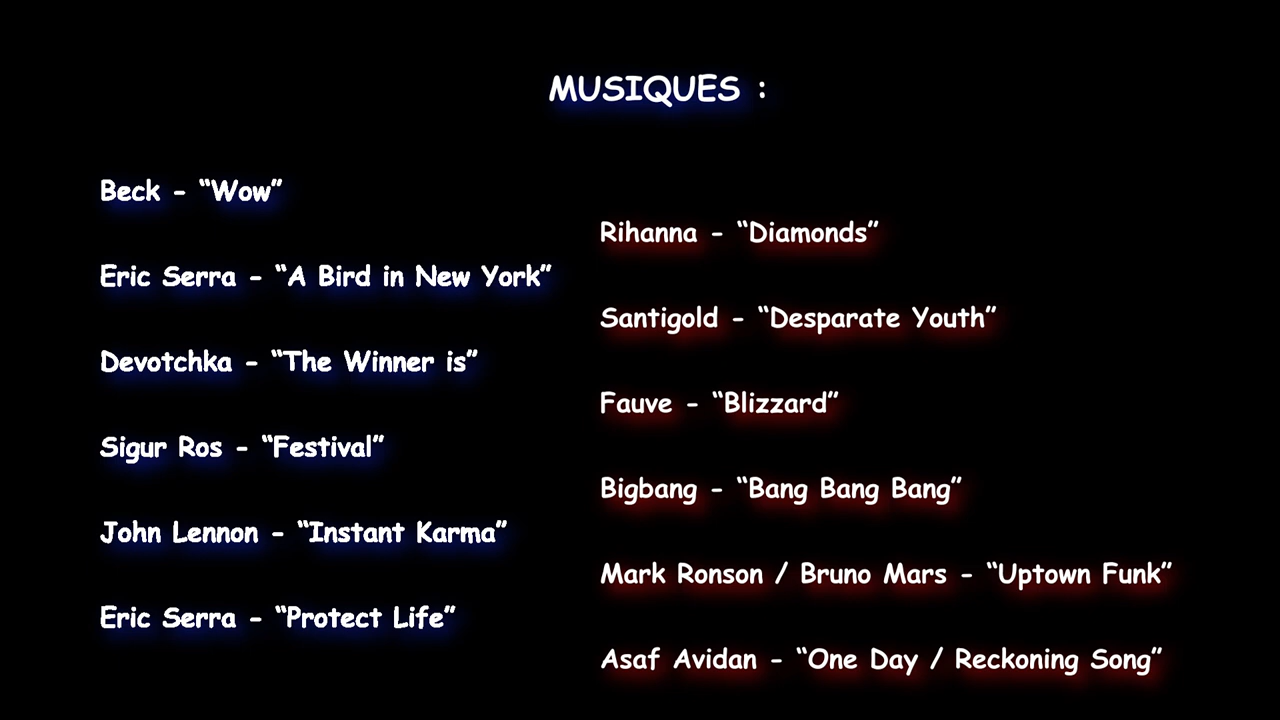 MUSIQUES :
Beck - “Wow”
Eric Serra - “A Bird in New York”
Devotchka - “The Winner is”
Sigur Ros - “Festival”
John Lennon - “Instant Karma”
Eric Serra - “Protect Life”
Rihanna - “Diamonds”
Santigold - “Desparate Youth”
Fauve - “Blizzard”
Bigbang - “Bang Bang Bang”
Mark Ronson / Bruno Mars - “Uptown Funk”
Asaf Avidan - “One Day / Reckoning Song”